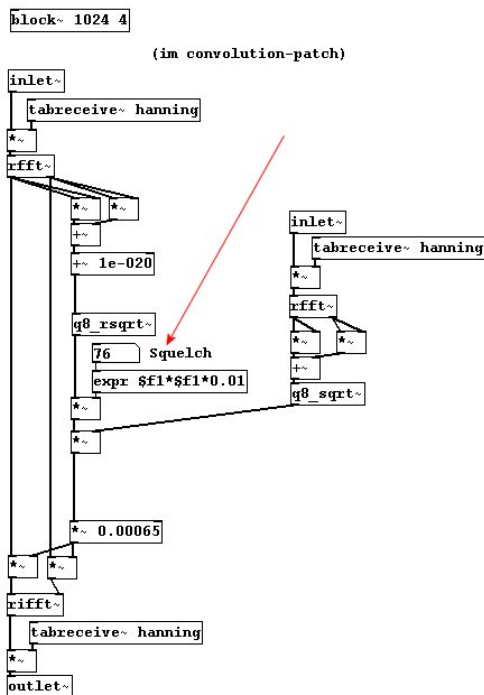 block~ 1024 4
(im convolution-patch)
inlet~
tabreceive~ hanning
*~
rfft~
*~ *~
+~
+~ 1e-020
q8_rsqrt~
76 Squelch
expr $f1*$f1*0.01
*~
*~
inlet~
tabreceive~ hanning
*~
rfft~
*~ *~
+~
q8_sqrt~
*~ 0.00065
*~ *~
rifft~
tabreceive~ hanning
*~
outlet~